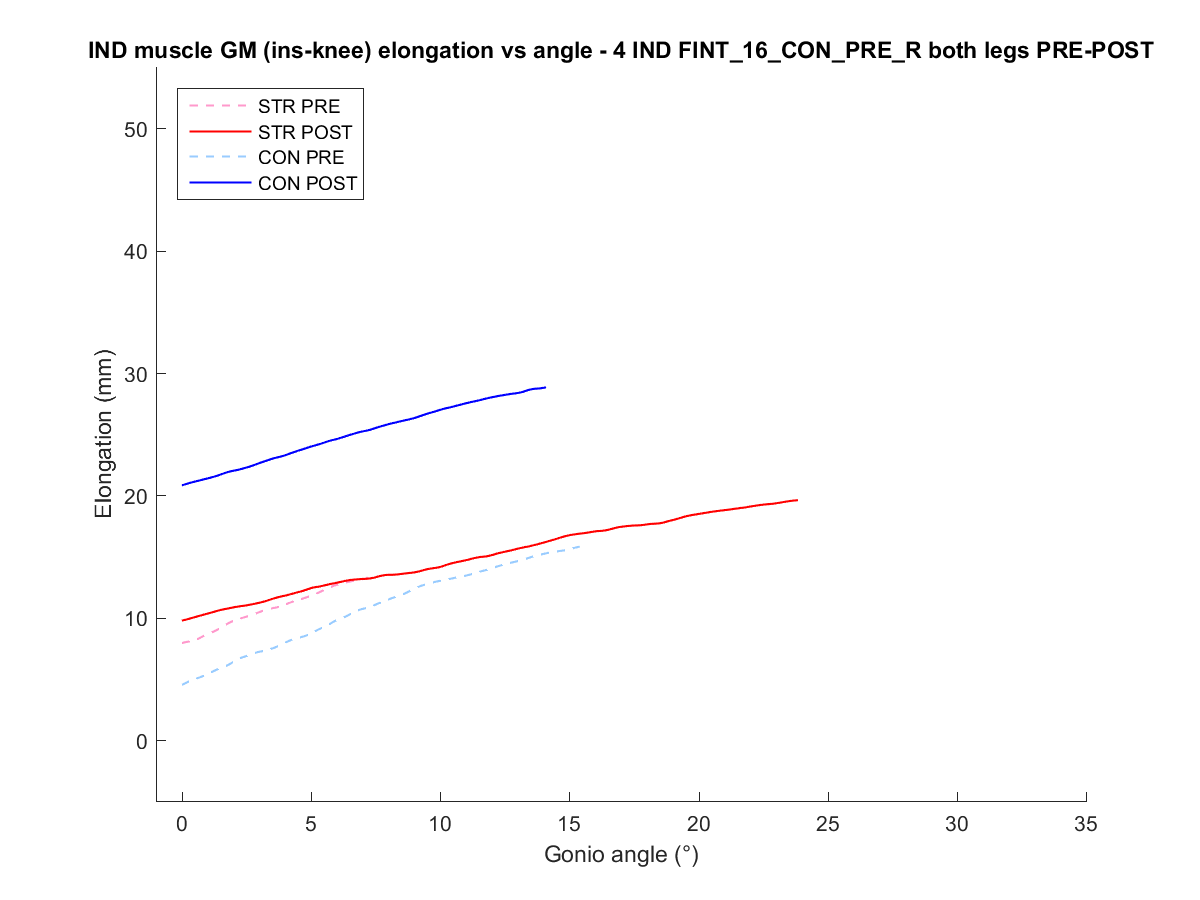 IND muscle GM (ins-knee) elongation vs angle - 4 IND FINT_16_CON_PRE_R both legs PRE-POST
STR PRE
STR POST
CON PRE
CON POST
50
40
30
20
10
0
Elongation (mm)
0 5 10 15 20 25 30 35
Gonio angle (°)